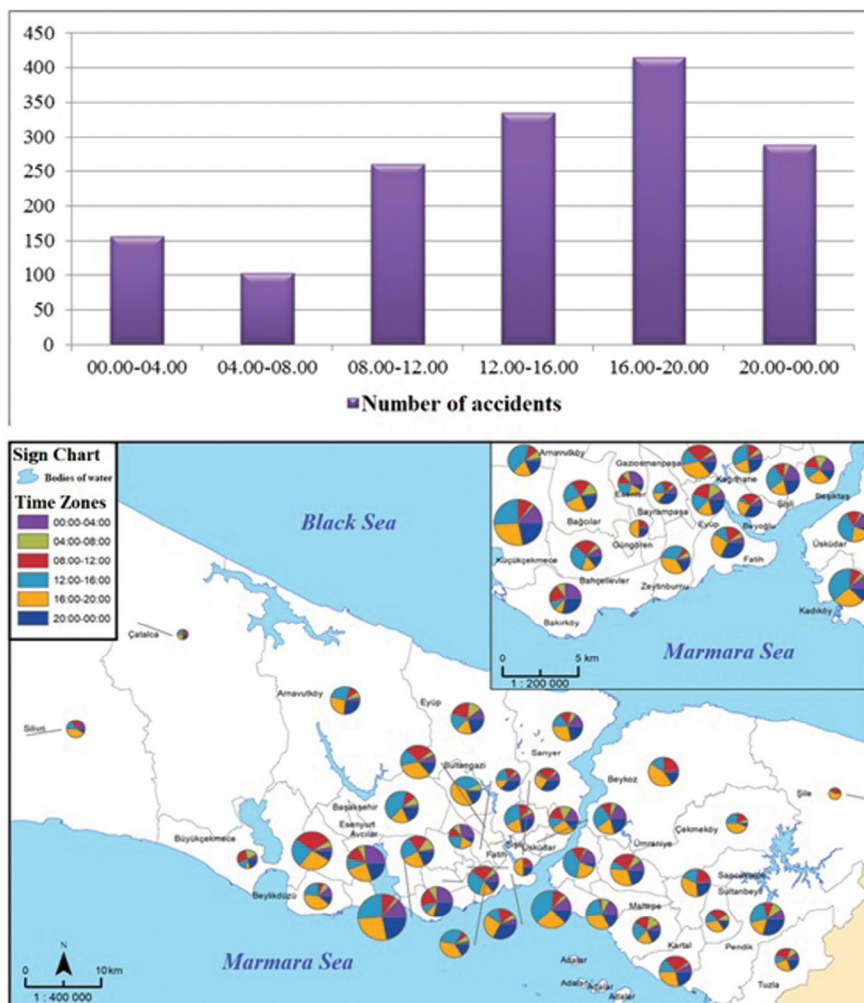 450
400
350
300
250
200
150
100
50
0
00.00-04.00 04.00-08.00 08.00-12.00 12.00-16.00 16.00-20.00 20.00-00.00
Number of accidents
Sign Chart
Bodies of water
Time Zones
00:00-04:00
04:00-08:00
08:00-12:00
12:00-16:00
16:00-20:00
20:00-00:00
Black Sea
Arnavutköy
Gaziosmanpaşa
Kağıthane
Esenler
Şişli
Beşiktaş
Bağcılar
Bayrampaşa
Eyüp
Beyoğlu
Üsküdar
Küçükçekmece
Güngören
Fatih
Bahçelievler
Zeytinburnu
Kadıköy
Bakırköy
Marmara Sea
0 5 km
1 : 200 000
Çatalca
Silivri
Arnavutköy
Eyüp
Sarıyer
Sultangazi
Beykoz
Şile
Başakşehir
Esenyurt
Avcılar
Büyükçekmece
Şişli
Üsküdar
Fatih
Ümraniye
Çekmeköy
Sancaktepe
Sultanbeyli
Beylikdüzü
Maltepe
Kartal
Pendik
Tuzla
Adalar
Adalar
Adalar
Adalar
Marmara Sea
N
0 10km
1 : 400 000